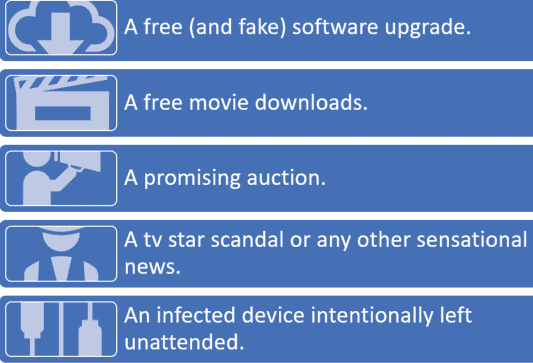 A free (and fake) software upgrade.
A free movie downloads.
A promising auction.
A tv star scandal or any other sensational
news.
An infected device intentionally left
unattended.